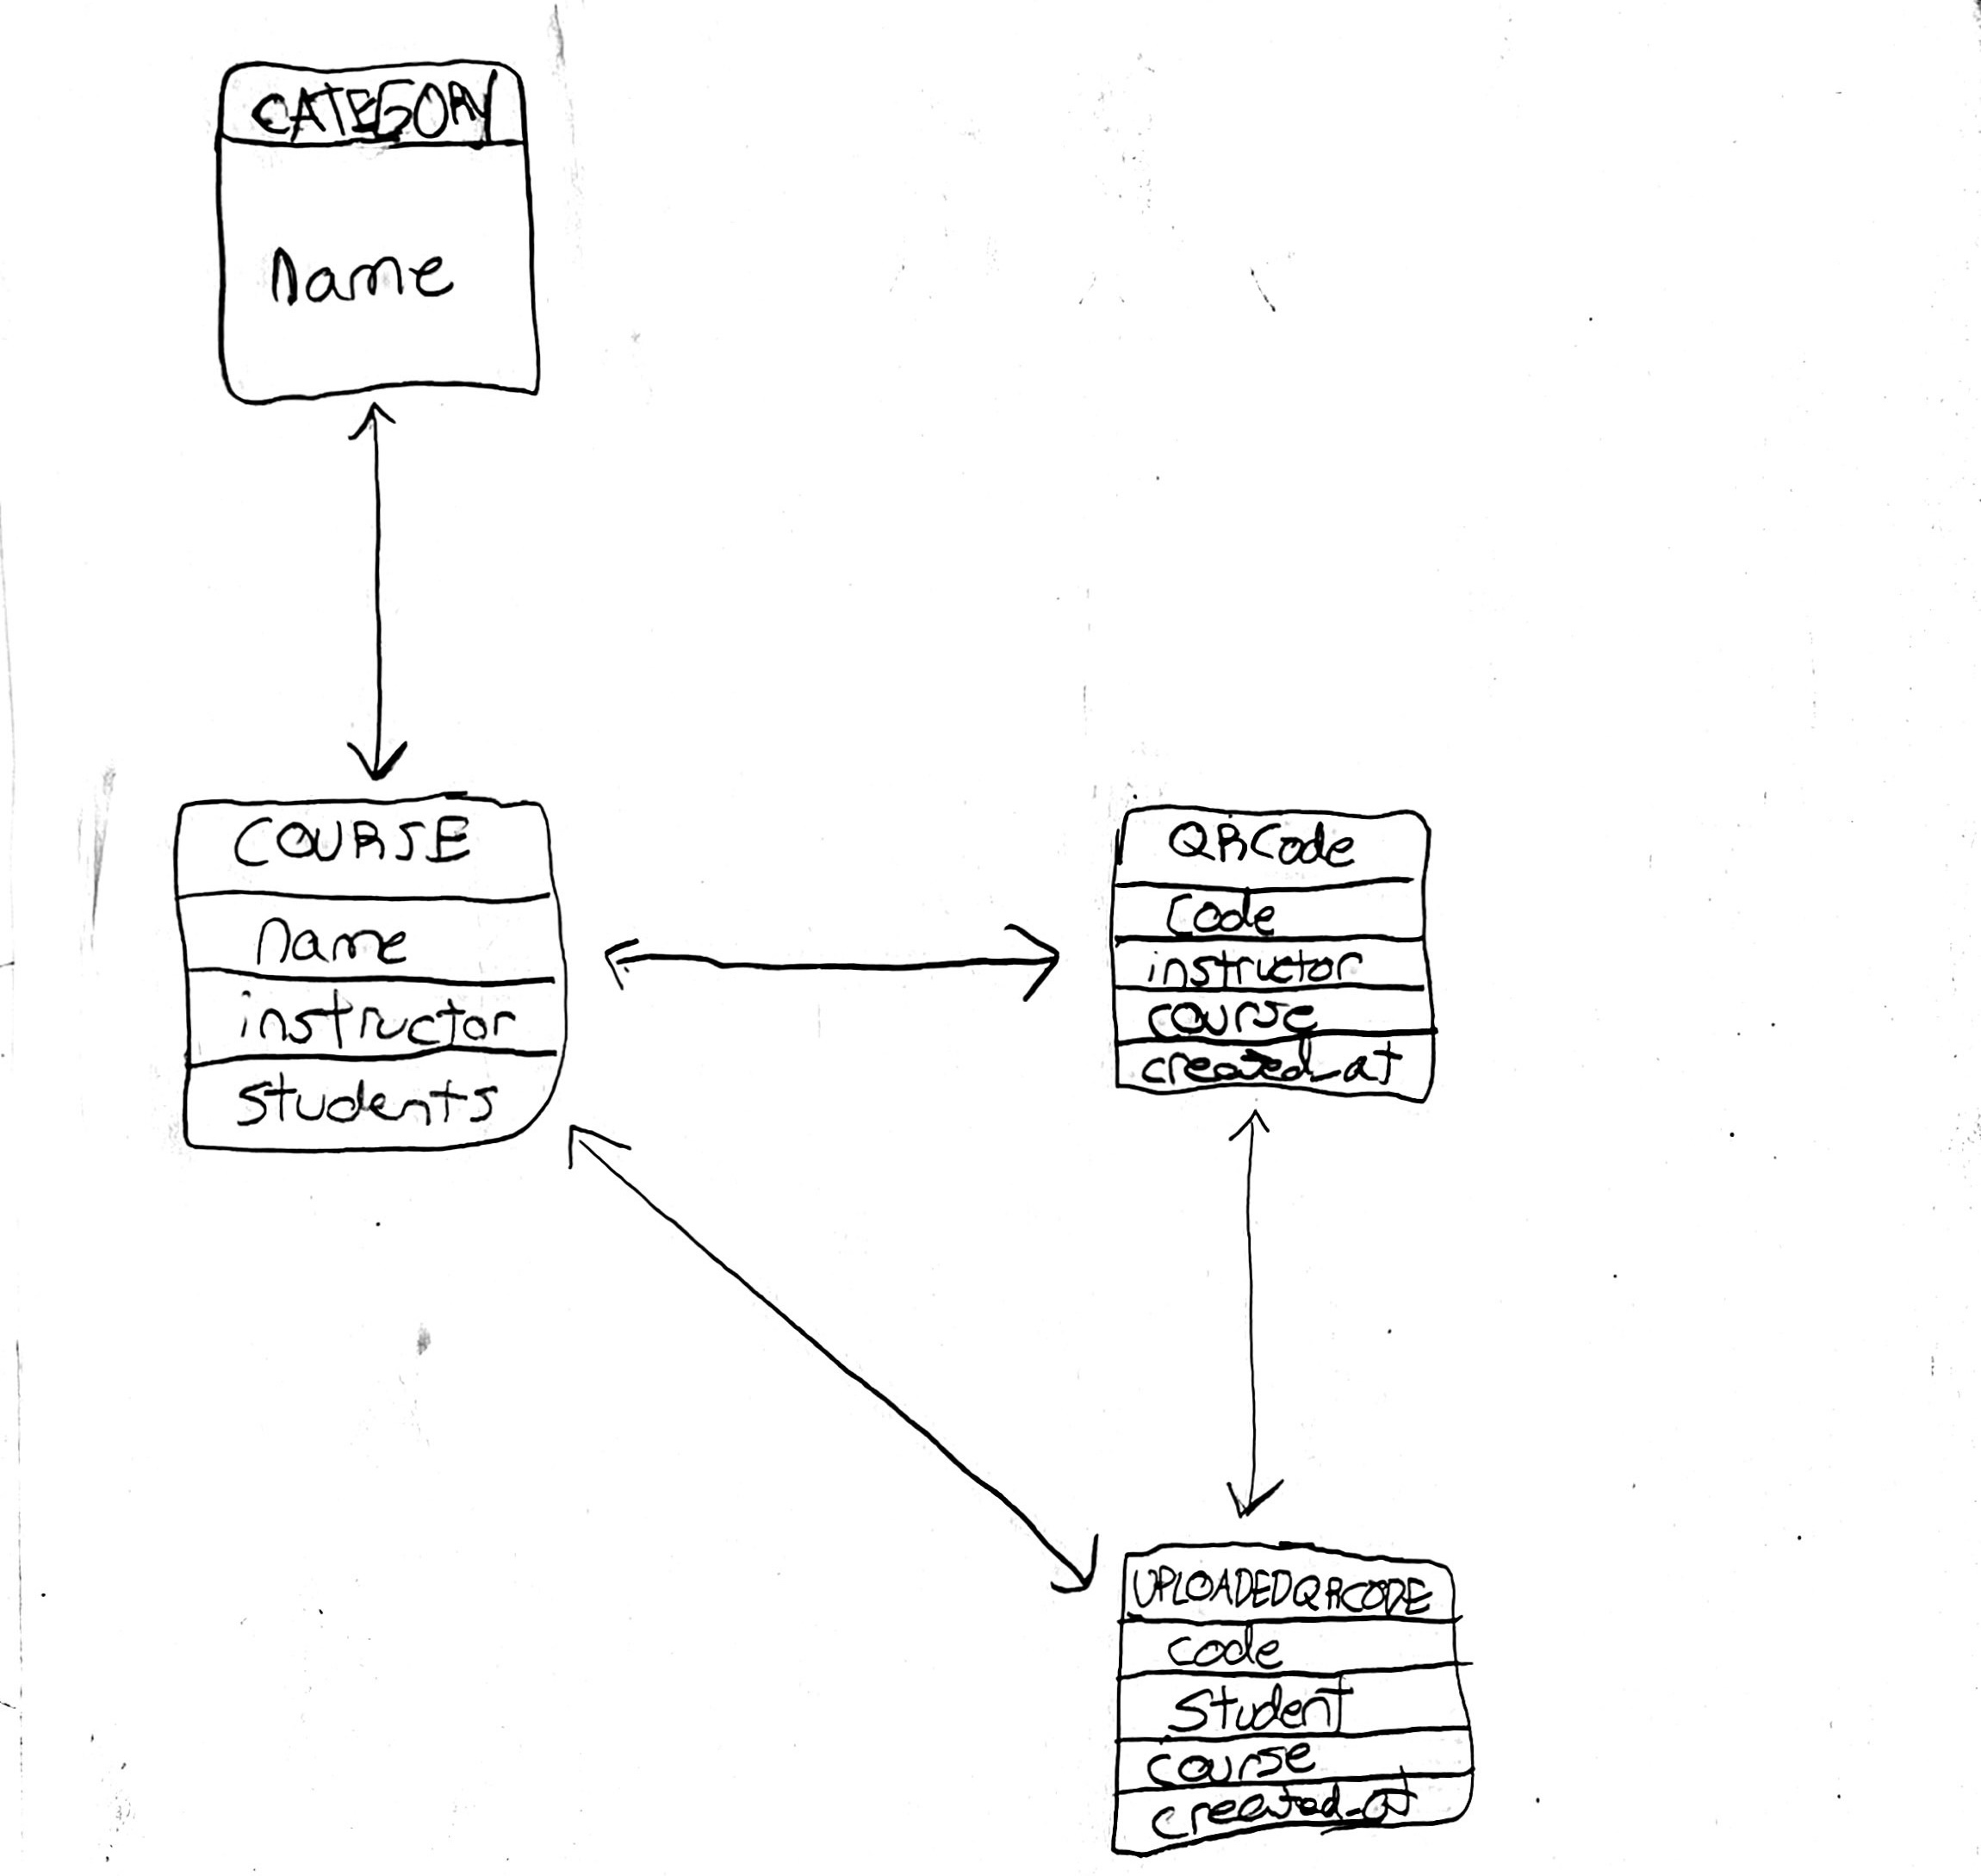 CATEGORY
name
COURSE
name
instructor
students
QRCode
code
instructor
course
created_at
UPLOADEDQRCODE
code
student
course
created_at